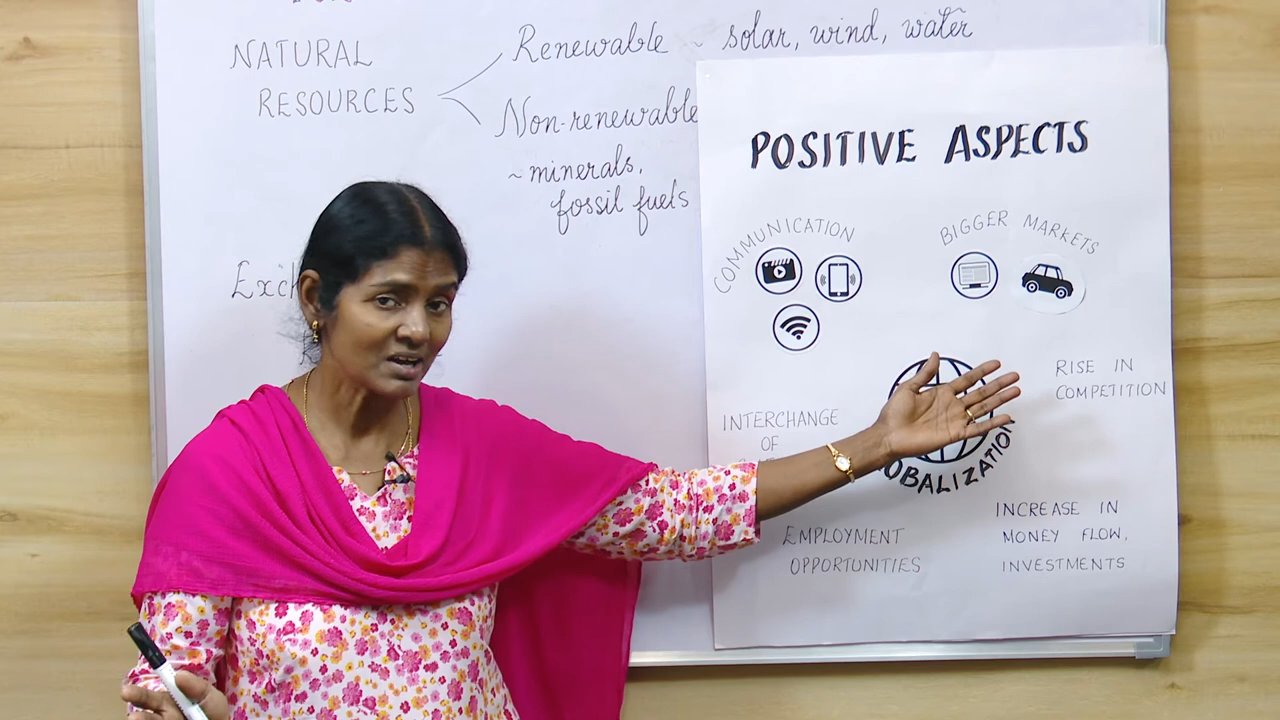 NATURAL
RESOURCES
Renewable ~ solar, wind, water
Non-renewable
~ minerals,
fossil fuels
POSITIVE ASPECTS
COMMUNICATION
BIGGER MARKETS
RISE IN
COMPETITION
INTERCHANGE
OF
OBALIZATION
EMPLOYMENT
OPPORTUNITIES
INCREASE IN
MONEY FLOW,
INVESTMENTS